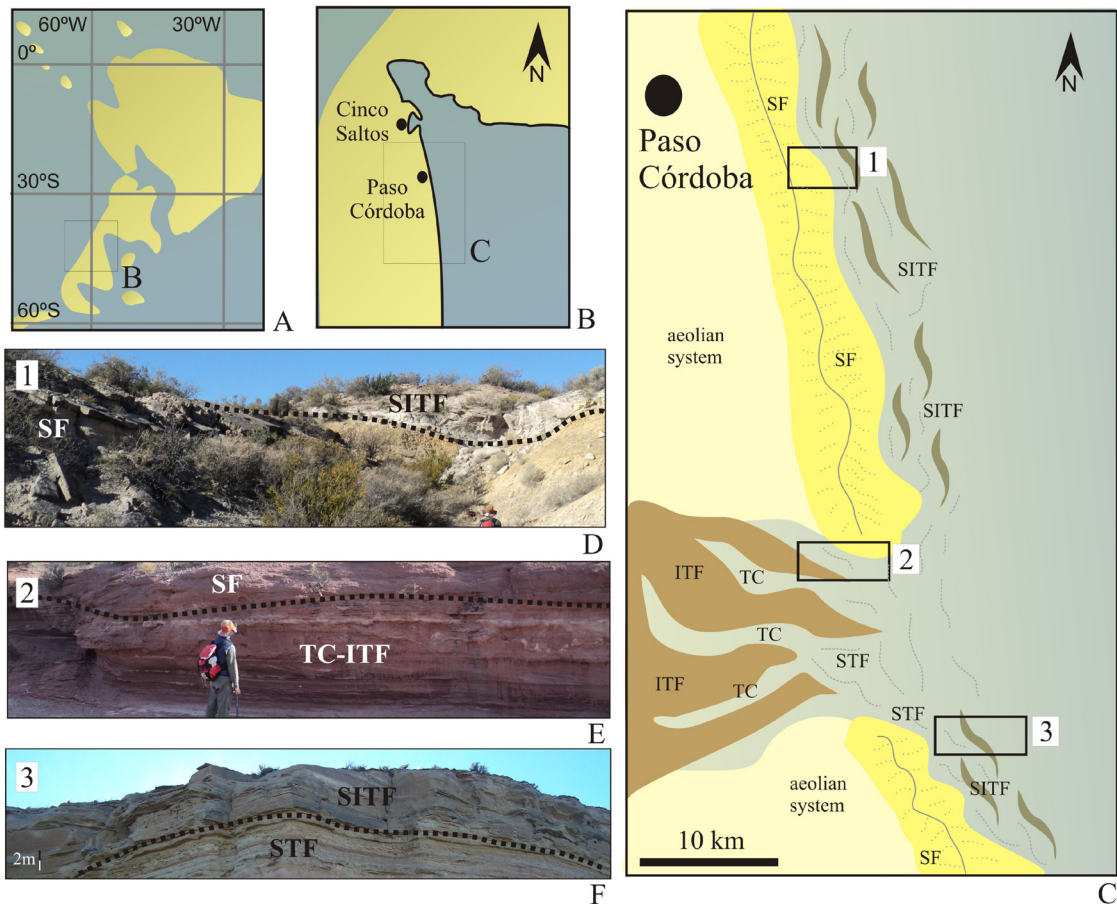 60ºW
30ºW
0º
30ºS
60ºS
B
A
N
Cinco
Saltos
Paso
Córdoba
C
B
1
SF
SITF
D
2
SF
TC-ITF
E
3
SITF
STF
2m
F
N
SF
Paso
Córdoba
1
SITF
aeolian
system
SF
SITF
2
ITF
TC
TC
STF
ITF
TC
STF
3
SITF
aeolian
system
10 km
SF
C